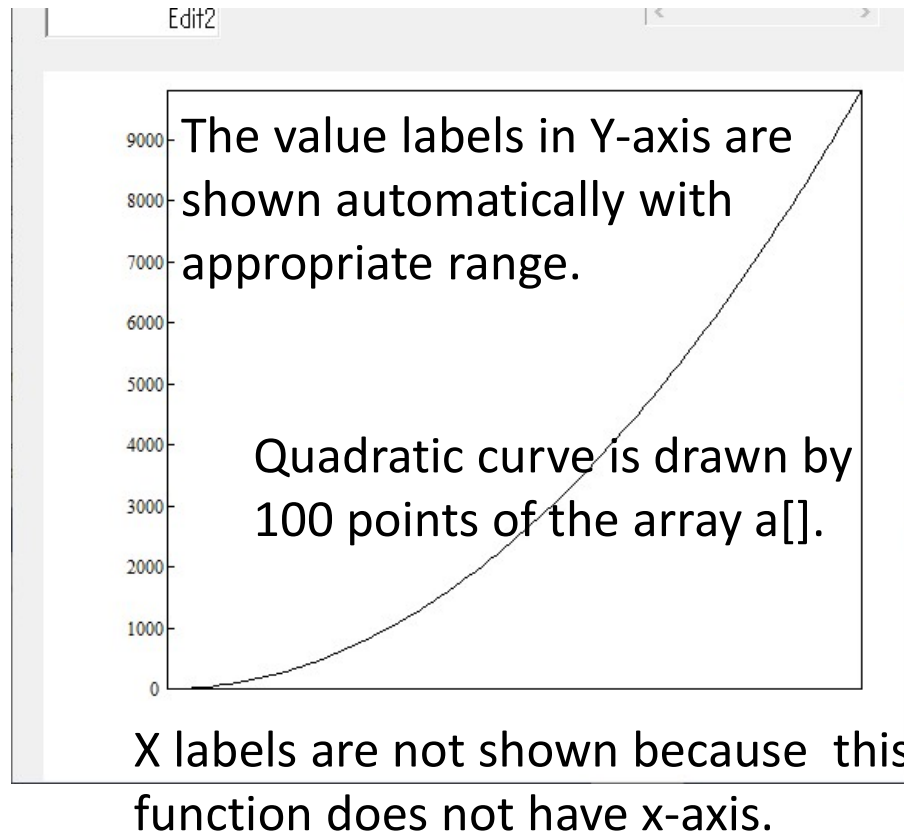 Edit2
9000
The value labels in Y-axis are
8000
shown automatically with
7000
appropriate range.
6000
5000
4000
Quadratic curve is drawn by
3000
100 points of the array a[].
2000
1000
0
X labels are not shown because this
function does not have x-axis.